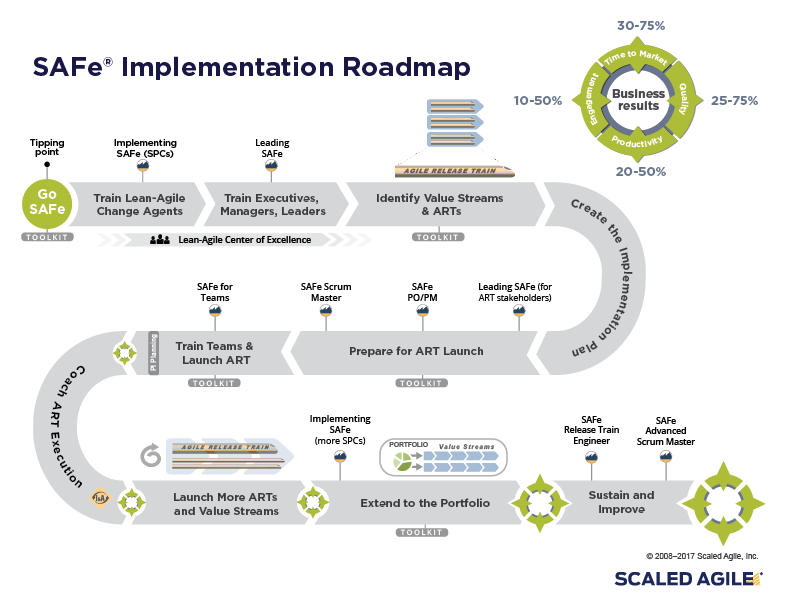 SAFe® Implementation Roadmap
30-75%
10-50%
25-75%
20-50%
Time to Market
Quality
Productivity
Engagement
Business
results
Tipping
point
Implementing
SAFe (SPCs)
Leading
SAFe
AGILE RELEASE TRAIN
Go
SAFe
Train Lean-Agile
Change Agents
Train Executives,
Managers, Leaders
Identify Value Streams
& ARTs
TOOLKIT
Lean-Agile Center of Excellence
TOOLKIT
Create the Implementation Plan
SAFe for
Teams
SAFe Scrum
Master
SAFe
PO/PM
Leading SAFe (for
ART stakeholders)
PI Planning
Train Teams &
Launch ART
Prepare for ART Launch
TOOLKIT
TOOLKIT
Coach ART Execution
I&A
AGILE RELEASE TRAIN
Implementing
SAFe
(more SPCs)
PORTFOLIO
Value Streams
SAFe
Release Train
Engineer
SAFe
Advanced
Scrum Master
Launch More ARTs
and Value Streams
Extend to the Portfolio
Sustain and
Improve
TOOLKIT
© 2008–2017 Scaled Agile, Inc.
SCALED AGILE